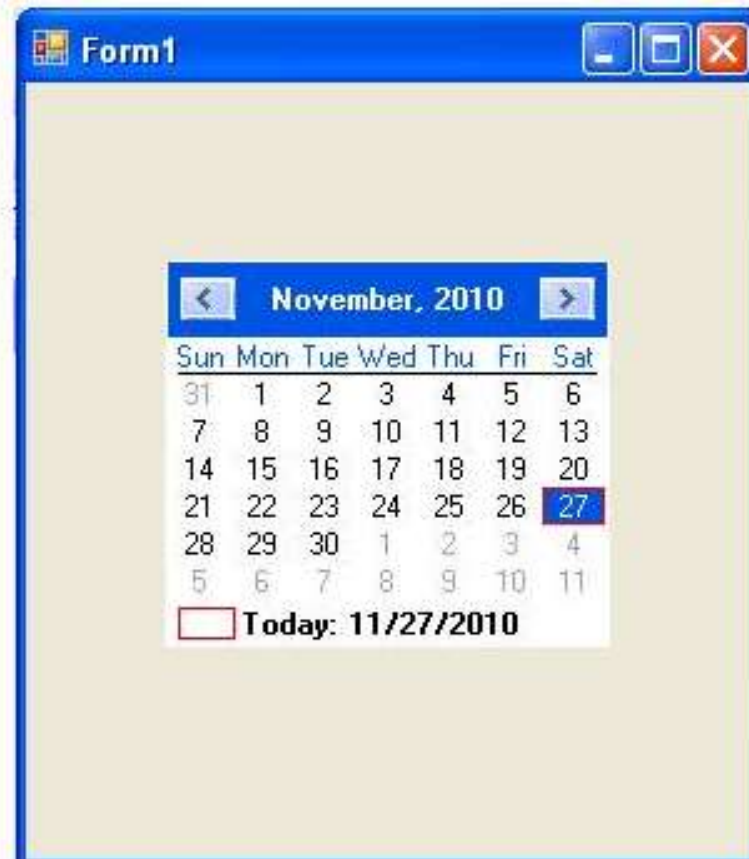 Form1
November, 2010
Sun Mon Tue Wed Thu Fri Sat
31 1 2 3 4 5 6
7 8 9 10 11 12 13
14 15 16 17 18 19 20
21 22 23 24 25 26 27
28 29 30 1 2 3 4
5 6 7 8 9 10 11
Today: 11/27/2010